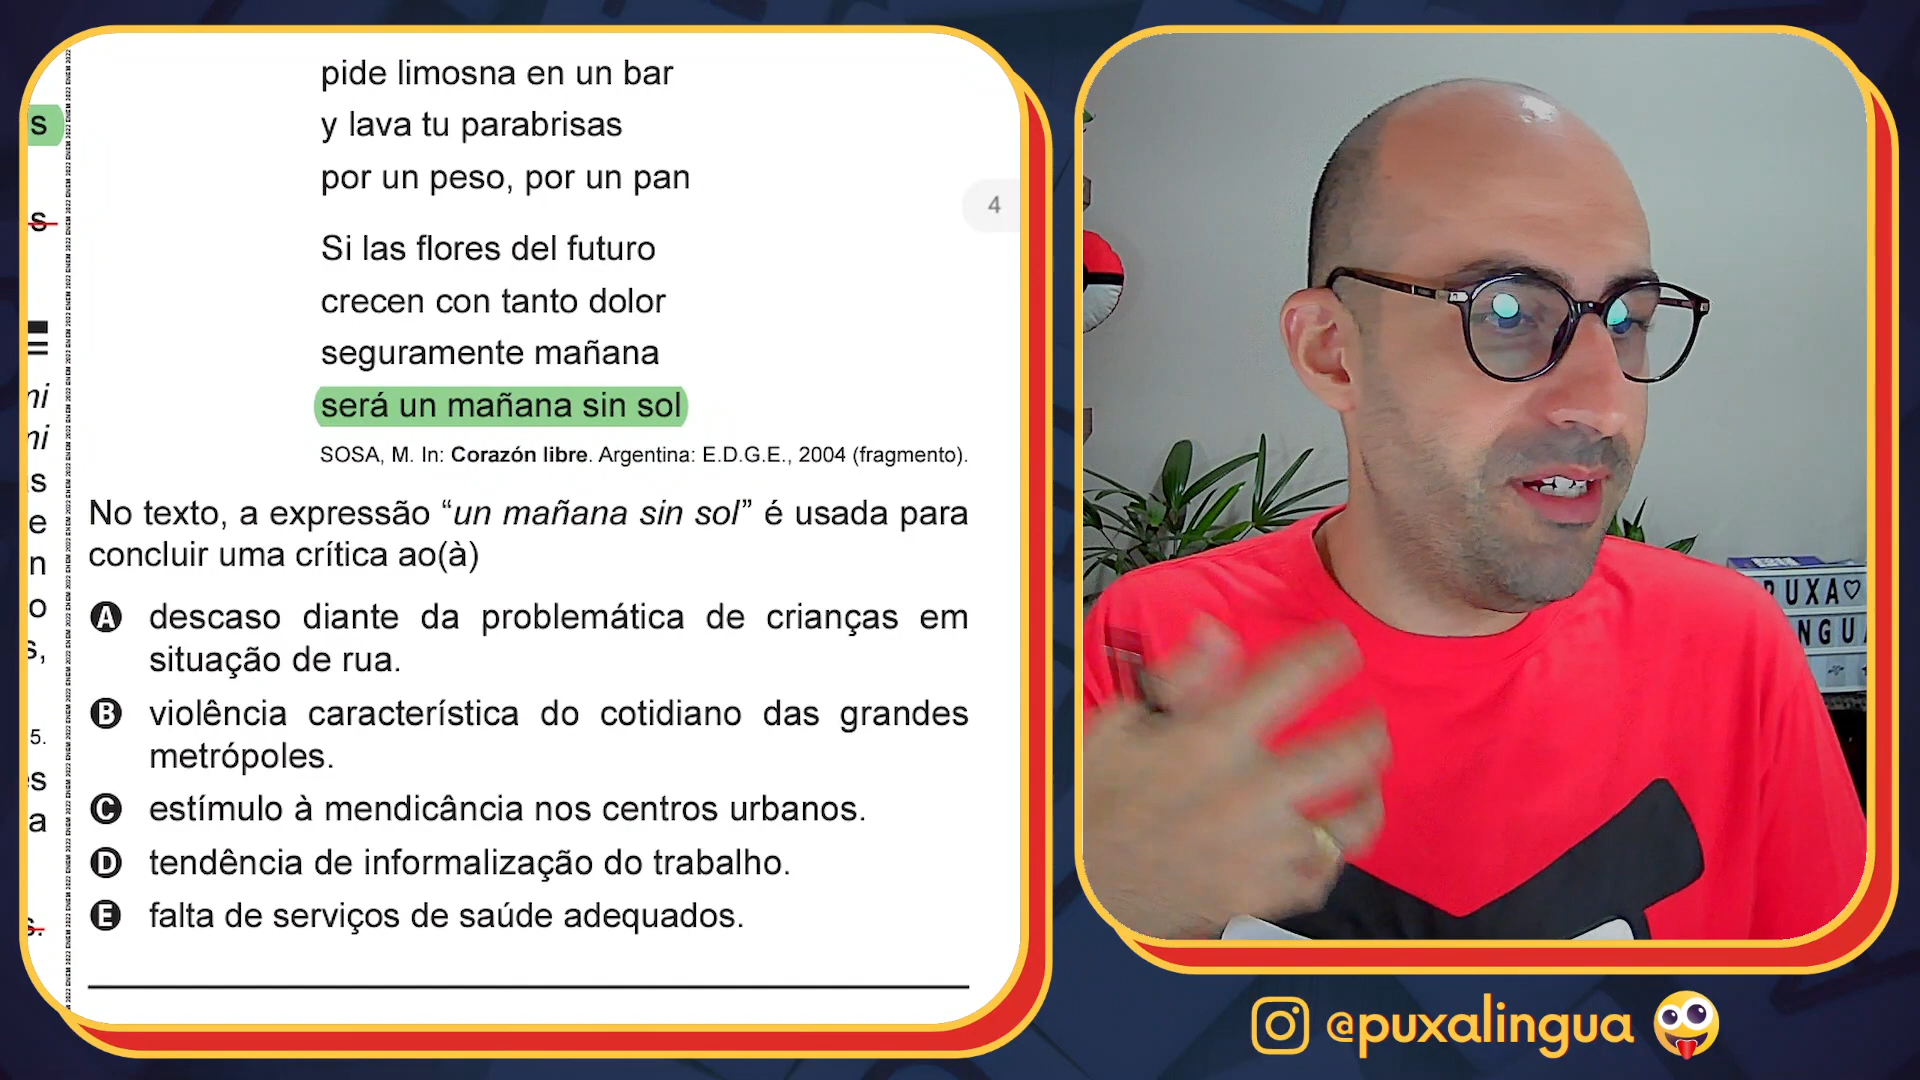 pide limosna en un bar
y lava tu parabrisas
por un peso, por un pan
4
Si las flores del futuro
crecen con tanto dolor
seguramente mañana
será un mañana sin sol
SOSA, M. In: Corazón libre. Argentina: E.D.G.E., 2004 (fragmento).
No texto, a expressão “un mañana sin sol” é usada para
concluir uma crítica ao(à)
A descaso diante da problemática de crianças em
situação de rua.
B violência característica do cotidiano das grandes
metrópoles.
C estímulo à mendicância nos centros urbanos.
D tendência de informalização do trabalho.
E falta de serviços de saúde adequados.
PUXA♡
NGUA
@puxalingua